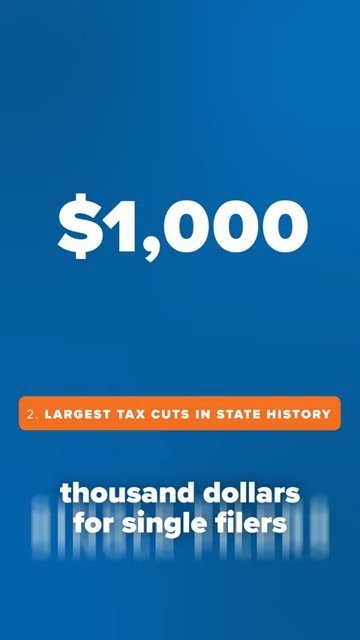 $1,000
2. LARGEST TAX CUTS IN STATE HISTORY
thousand dollars
for single filers